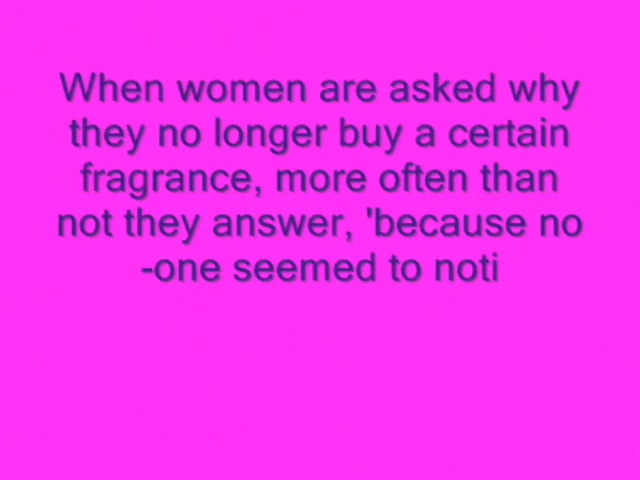 When women are asked why
they no longer buy a certain
fragrance, more often than
not they answer, 'because no
-one seemed to noti